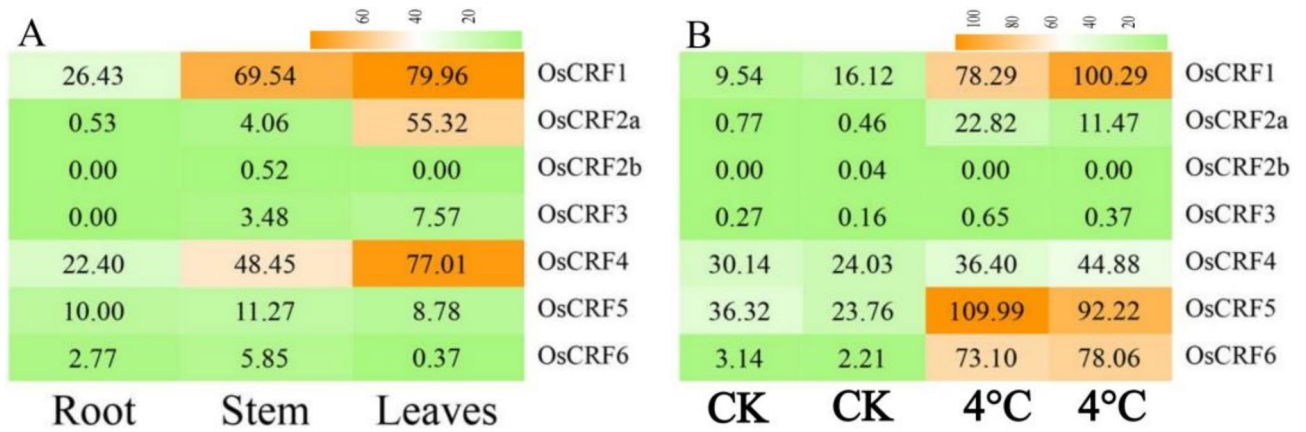 A
60 40 20
26.43 69.54 79.96 OsCRF1
0.53 4.06 55.32 OsCRF2a
0.00 0.52 0.00 OsCRF2b
0.00 3.48 7.57 OsCRF3
22.40 48.45 77.01 OsCRF4
10.00 11.27 8.78 OsCRF5
2.77 5.85 0.37 OsCRF6
Root Stem Leaves
B
100 80 60 40 20
9.54 16.12 78.29 100.29 OsCRF1
0.77 0.46 22.82 11.47 OsCRF2a
0.00 0.04 0.00 0.00 OsCRF2b
0.27 0.16 0.65 0.37 OsCRF3
30.14 24.03 36.40 44.88 OsCRF4
36.32 23.76 109.99 92.22 OsCRF5
3.14 2.21 73.10 78.06 OsCRF6
CK CK 4°C 4°C